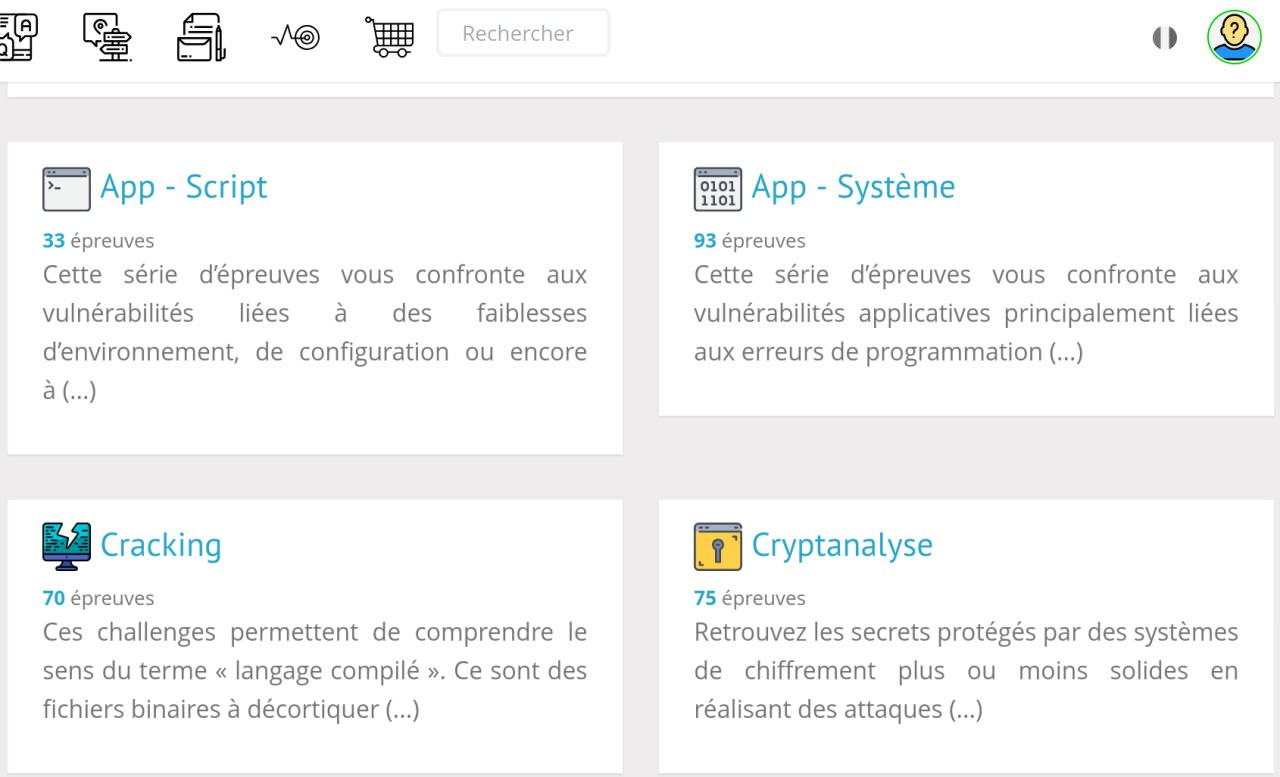 Rechercher
App - Script
33 épreuves
Cette série d’épreuves vous confronte aux
vulnérabilités liées à des faiblesses
d’environnement, de configuration ou encore
à (...)
App - Système
93 épreuves
Cette série d’épreuves vous confronte aux
vulnérabilités applicatives principalement liées
aux erreurs de programmation (...)
Cracking
70 épreuves
Ces challenges permettent de comprendre le
sens du terme « langage compilé ». Ce sont des
fichiers binaires à décortiquer (...)
Cryptanalyse
75 épreuves
Retrouvez les secrets protégés par des systèmes
de chiffrement plus ou moins solides en
réalisant des attaques (...)
A
Q
?
>-
0101
1101